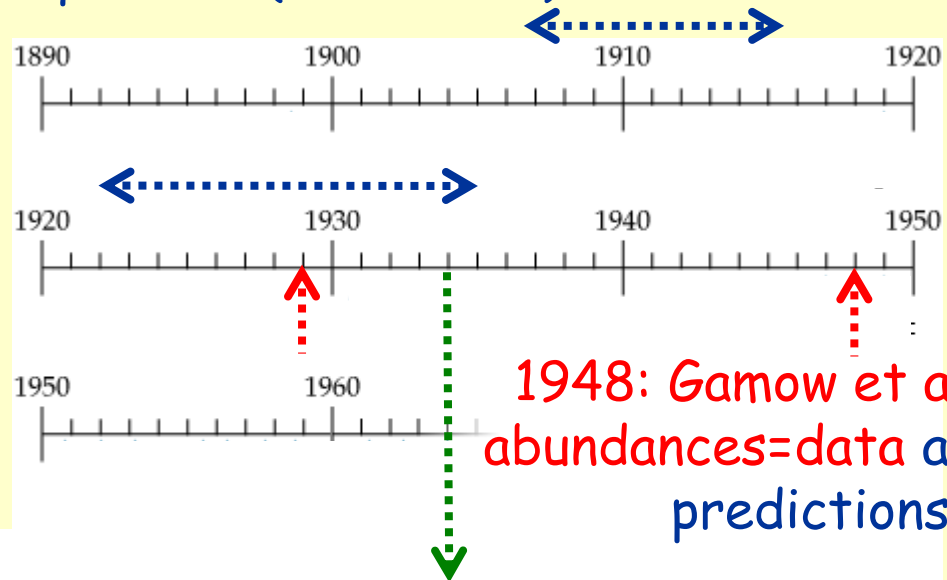 1890 1900 1910 1920
1920 1930 1940 1950
1950 1960
1948: Gamow et a
abundances=data a
predictions